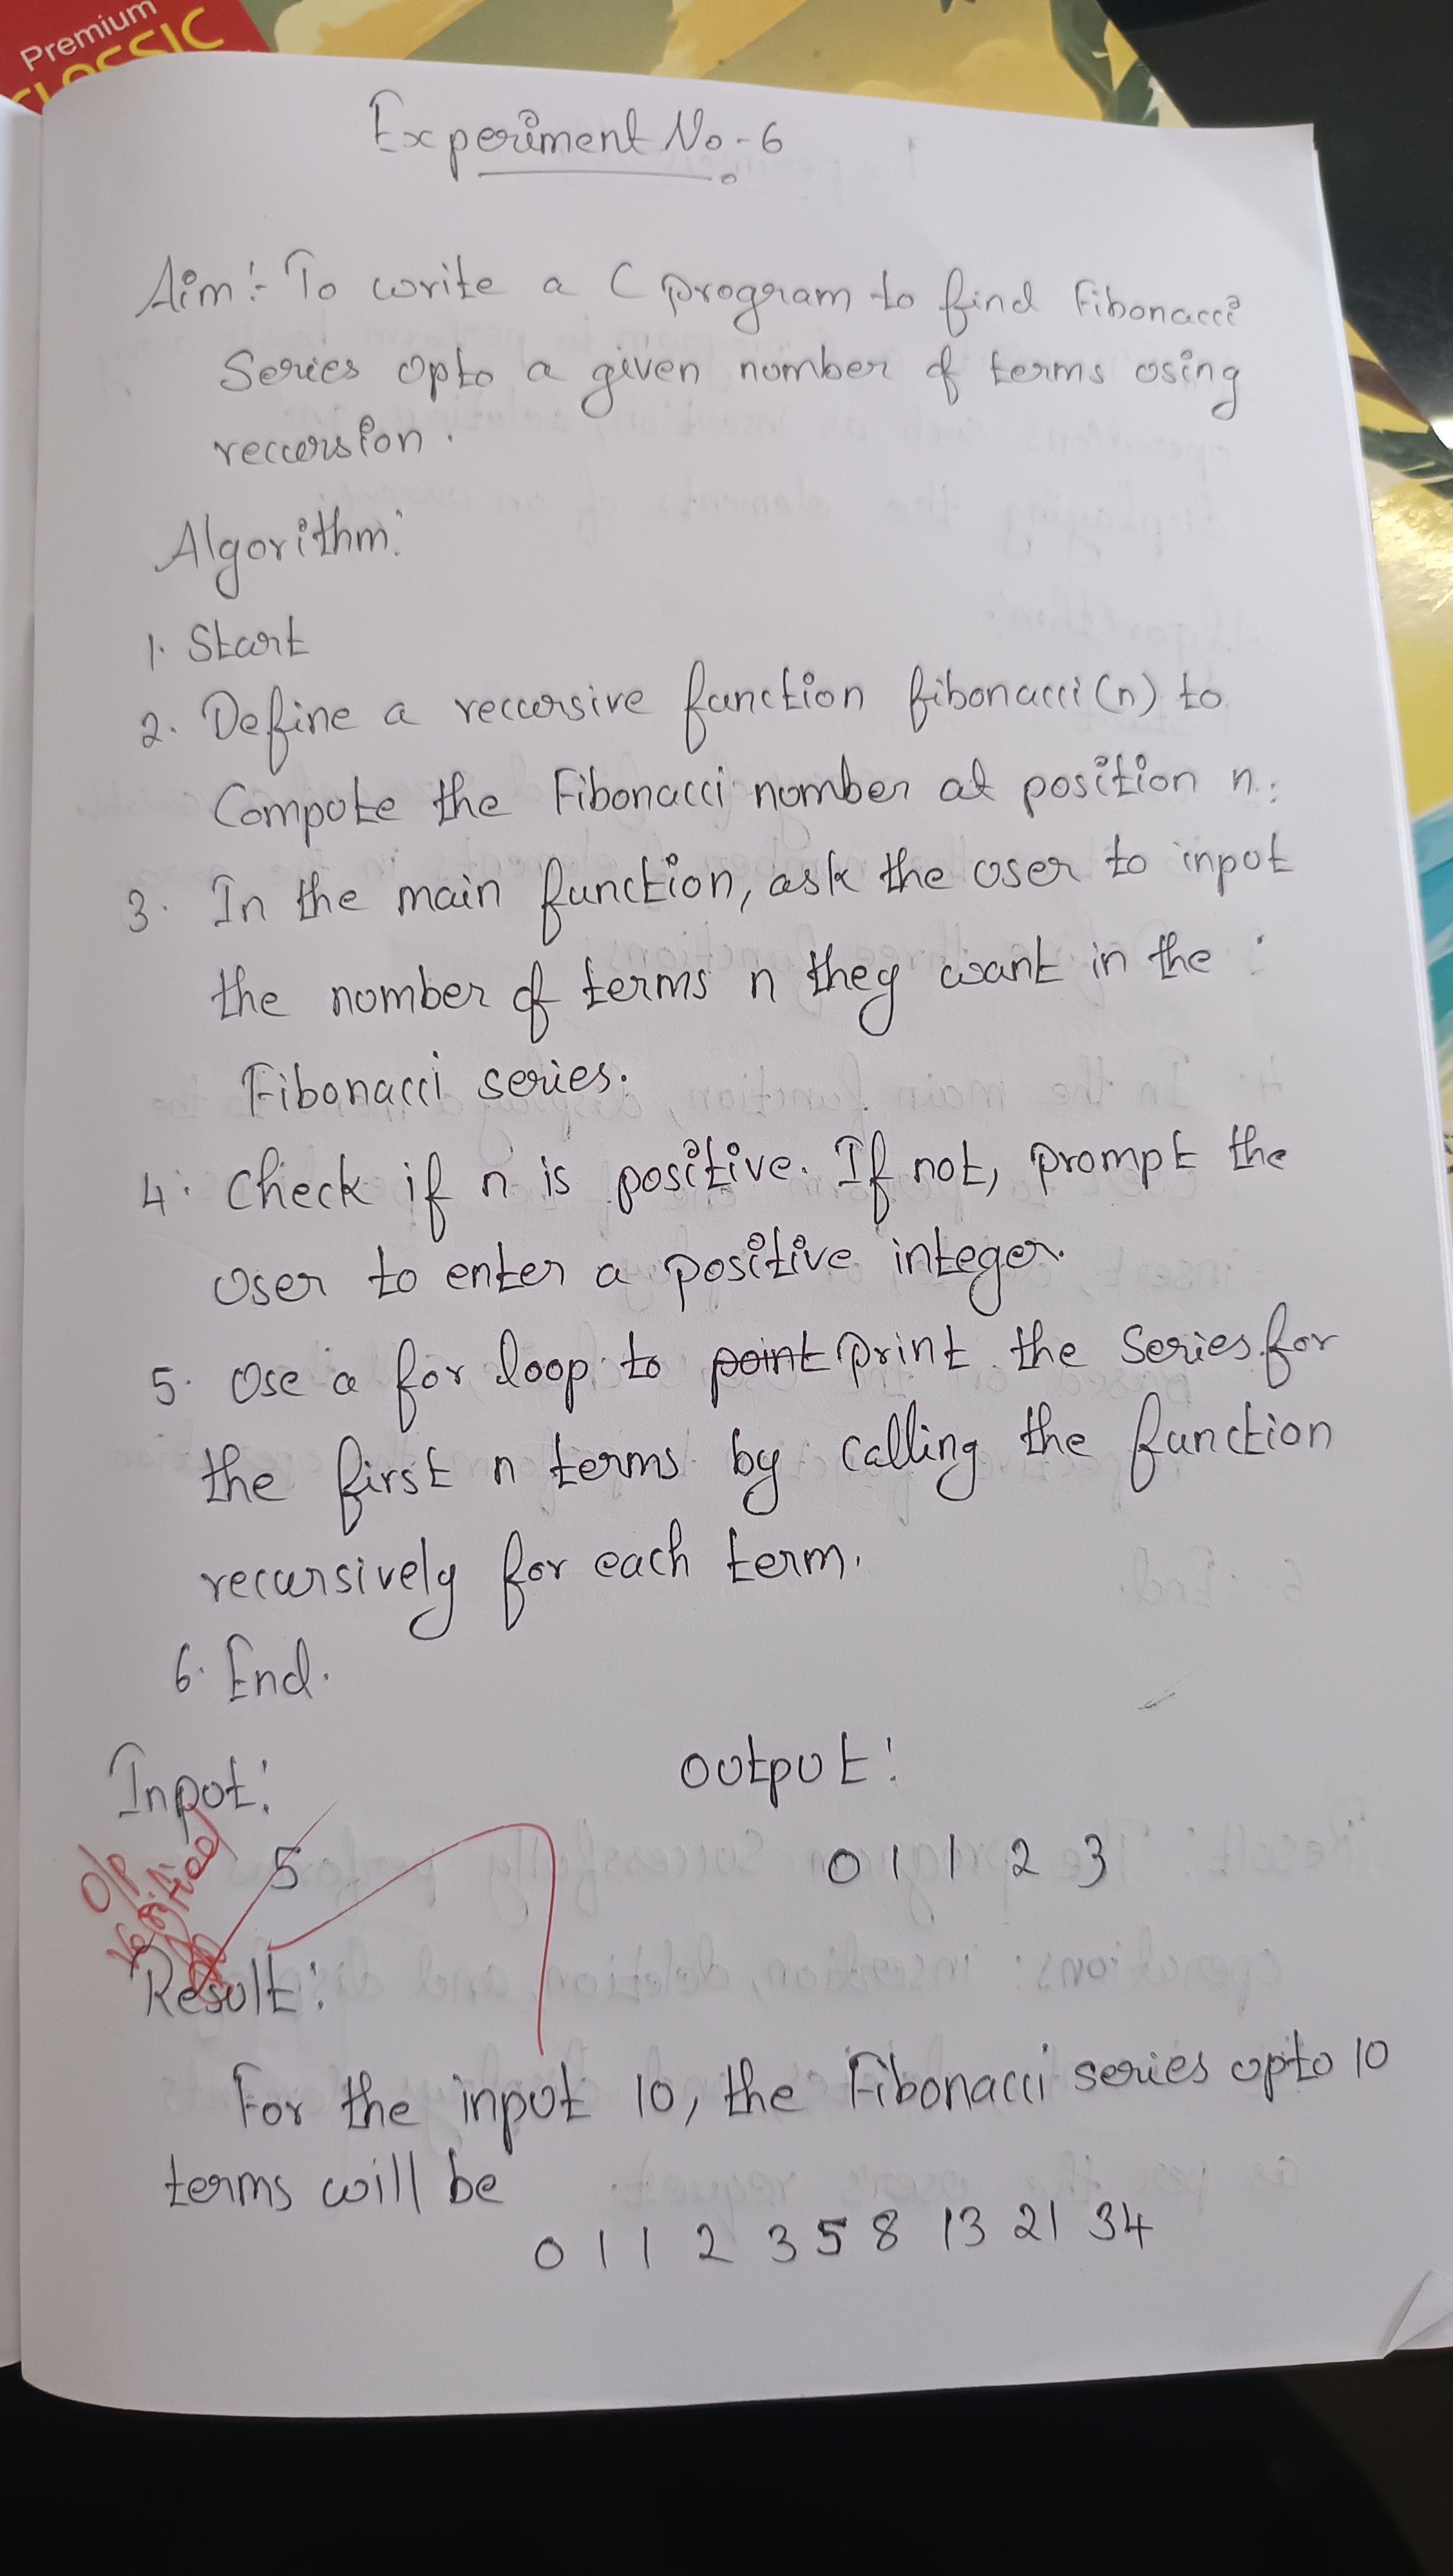 Premium
CLASSIC
Experiment No-6
Aim:- To write a C program to find Fibonacci
Series upto a given number of terms using
reccursion.
Algorithm:
1. Start
2. Define a reccursive function fibonacci(n) to
Compute the Fibonacci number at position n.
3. In the main function, ask the user to input
the number of terms n they want in the
Fibonacci series.
4. Check if n is positive. If not, prompt the
user to enter a positive integer.
5. Use a for loop to point print the series for
the first n terms by calling the function
recursively for each term.
6. End.
Input: Output:
5 0 1 1 2 3
O/P
Verified
Result:
For the input 10, the Fibonacci series upto 10
terms will be
0 1 1 2 3 5 8 13 21 34